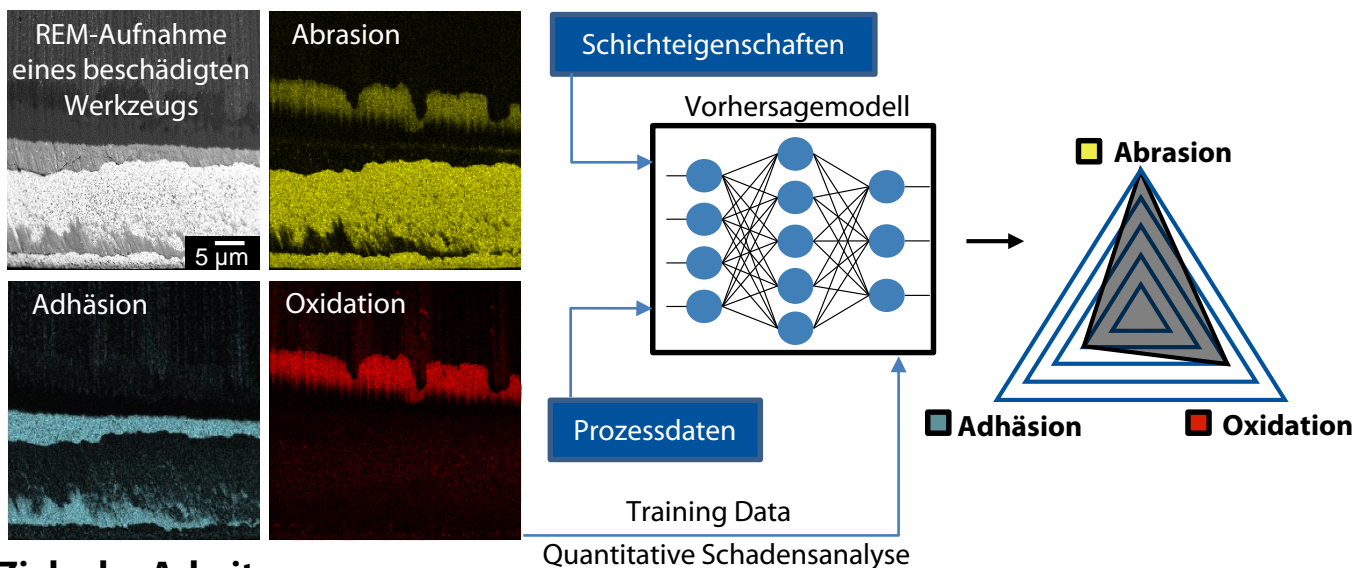 REM-Aufnahme
eines beschädigten
Werkzeugs
5 µm
Abrasion
Adhäsion
Oxidation
Schichteigenschaften
Vorhersagemodell
Prozessdaten
Training Data
Quantitative Schadensanalyse
Abrasion
Adhäsion
Oxidation